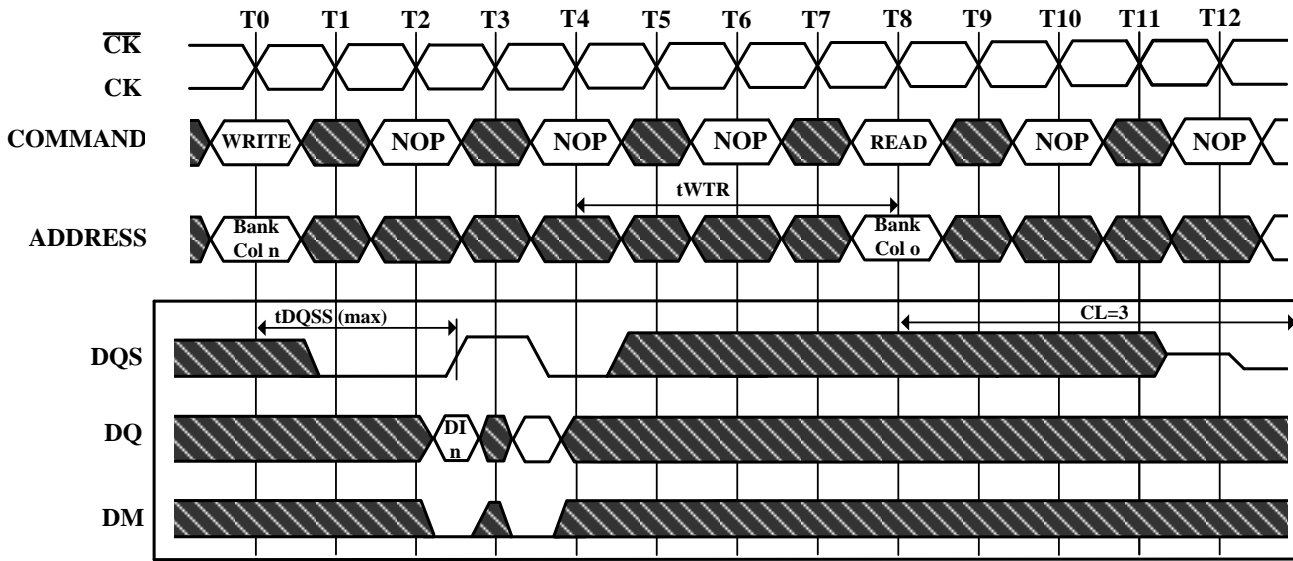 T0 T1 T2 T3 T4 T5 T6 T7 T8 T9 T10 T11 T12
CK
CK
COMMAND WRITE NOP NOP NOP READ NOP NOP
tWTR
ADDRESS Bank Col n Bank Col o
tDQSS (max) CL=3
DQS
DQ DI n
DM